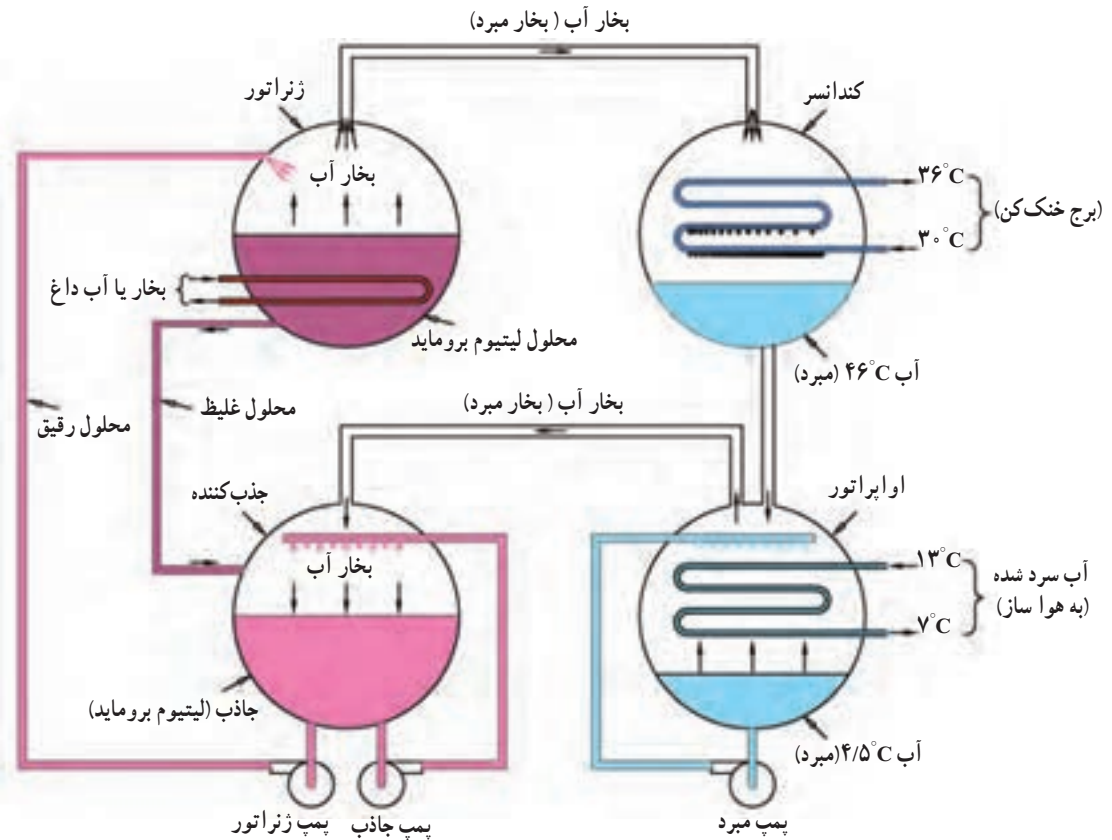 بخار آب (بخار مبرد)
ژنراتور
کندانسر
بخار آب
۳۶°C
(برج خنک‌کن)
۳۰°C
بخار یا آب داغ
محلول لیتیوم بروماید
آب ۴۶°C (مبرد)
بخار آب (بخار مبرد)
محلول غلیظ
محلول رقیق
جذب‌کننده
اواپراتور
بخار آب
۱۳°C
آب سرد شده
(به هوا ساز)
۷°C
جاذب (لیتیوم بروماید)
آب ۴/۵°C (مبرد)
پمپ مبرد
پمپ جاذب
پمپ ژنراتور